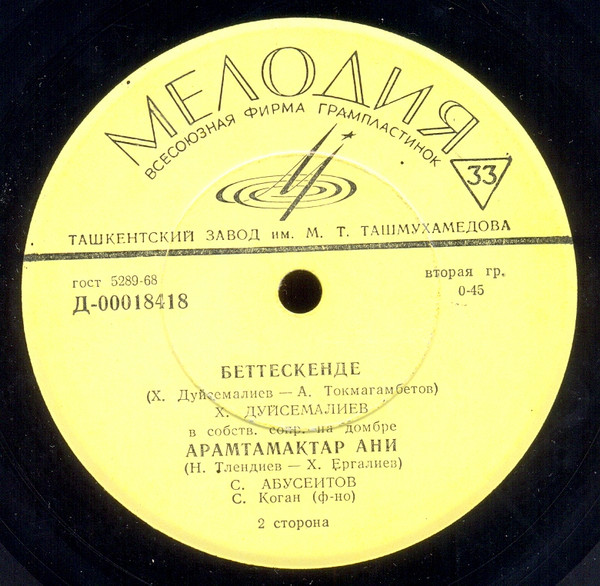 МЕЛОДИЯ
ВСЕСОЮЗНАЯ ФИРМА ГРАМПЛАСТИНОК
33
ТАШКЕНТСКИЙ ЗАВОД им. М. Т. ТАШМУХАМЕДОВА
гост 5289-68
Д-00018418
вторая гр.
0-45
БЕТТЕСКЕНДЕ
(Х. Дуйсемалиев — А. Токмагамбетов)
Х. ДУЙСЕМАЛИЕВ
в собств. сопр. на домбре
АРАМТАМАКТАР АНИ
(Н. Тлендиев — Х. Ергалиев)
С. АБУСЕИТОВ
С. Коган (ф-но)
2 сторона